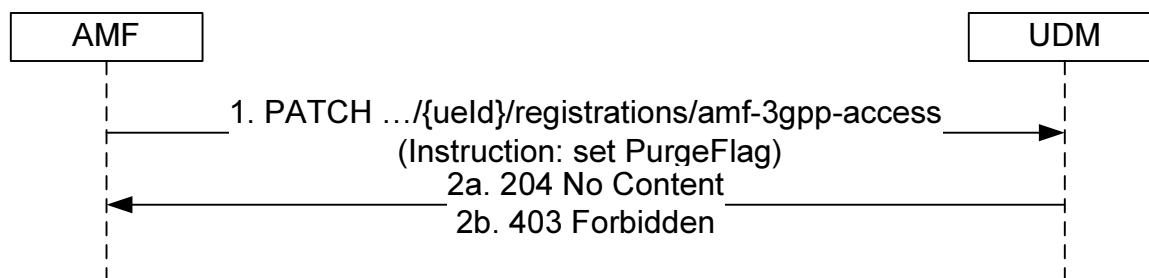 AMF
UDM
1. PATCH …/{ueId}/registrations/amf-3gpp-access
(Instruction: set PurgeFlag)
2a. 204 No Content
2b. 403 Forbidden